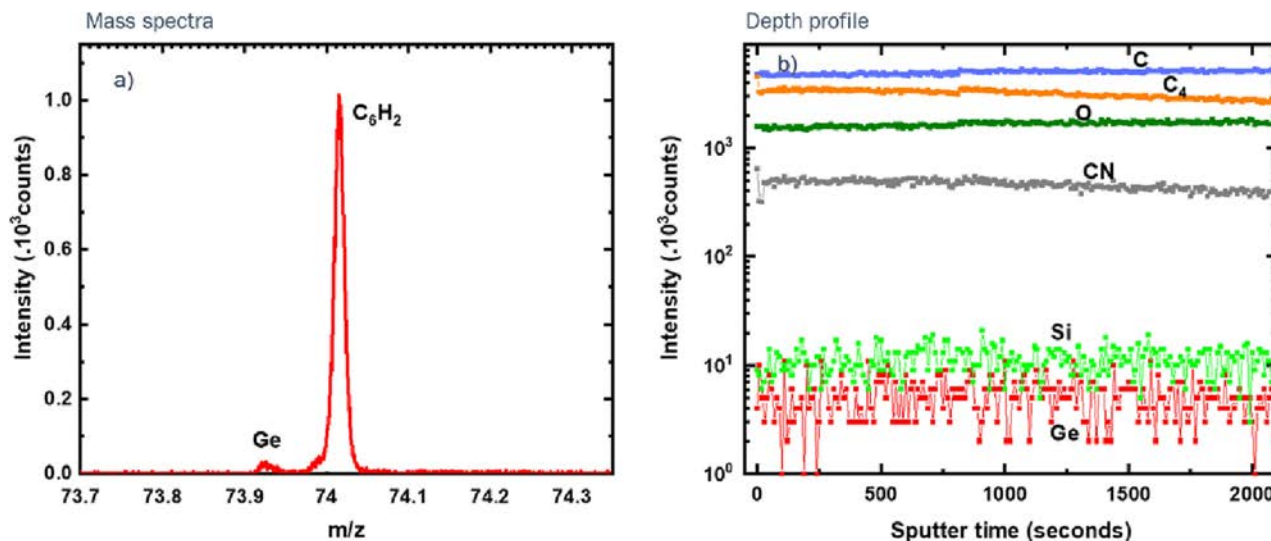 Mass spectra
a)
C₆H₂
Ge
1.0
0.8
0.6
0.4
0.2
0.0
Intensity (.10³counts)
73.7 73.8 73.9 74 74.1 74.2 74.3
m/z
Depth profile
b)
C
C₄
O
CN
Si
Ge
10³
10²
10¹
10⁰
Intensity (.10³counts)
0 500 1000 1500 2000
Sputter time (seconds)